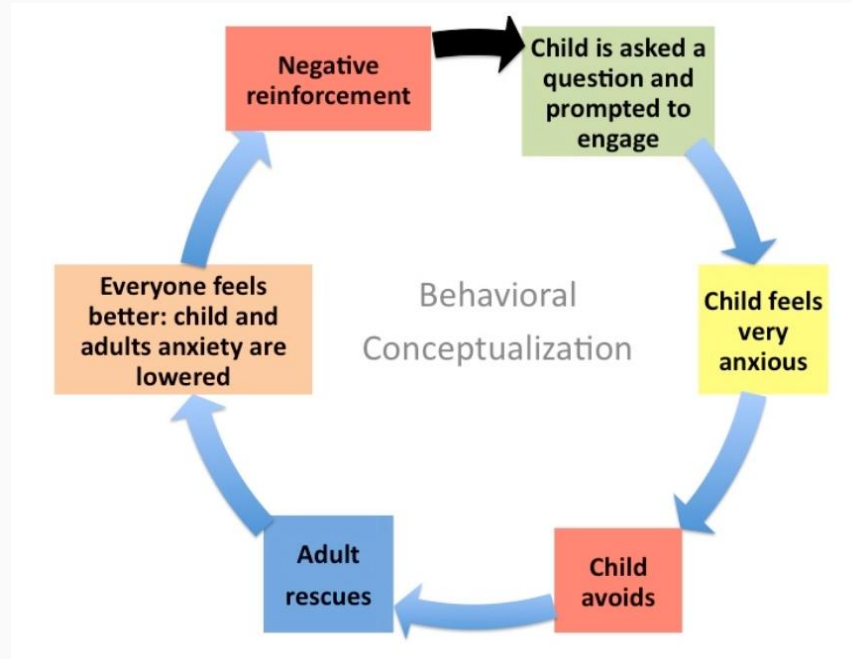 Negative
reinforcement
Child is asked a
question and
prompted to
engage
Child feels
very
anxious
Child
avoids
Adult
rescues
Everyone feels
better: child and
adults anxiety are
lowered
Behavioral
Conceptualization